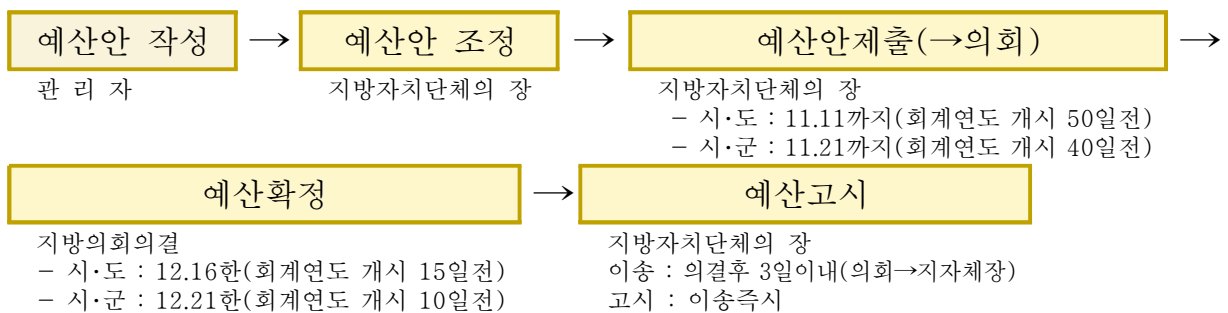 예산안 작성 → 예산안 조정 → 예산안제출(→의회) →
관 리 자 지방자치단체의 장 지방자치단체의 장
- 시·도 : 11.11까지(회계연도 개시 50일전)
- 시·군 : 11.21까지(회계연도 개시 40일전)
예산확정 → 예산고시
지방의회의결 지방자치단체의 장
- 시·도 : 12.16한(회계연도 개시 15일전) 이송 : 의결후 3일이내(의회→지자체장)
- 시·군 : 12.21한(회계연도 개시 10일전) 고시 : 이송즉시